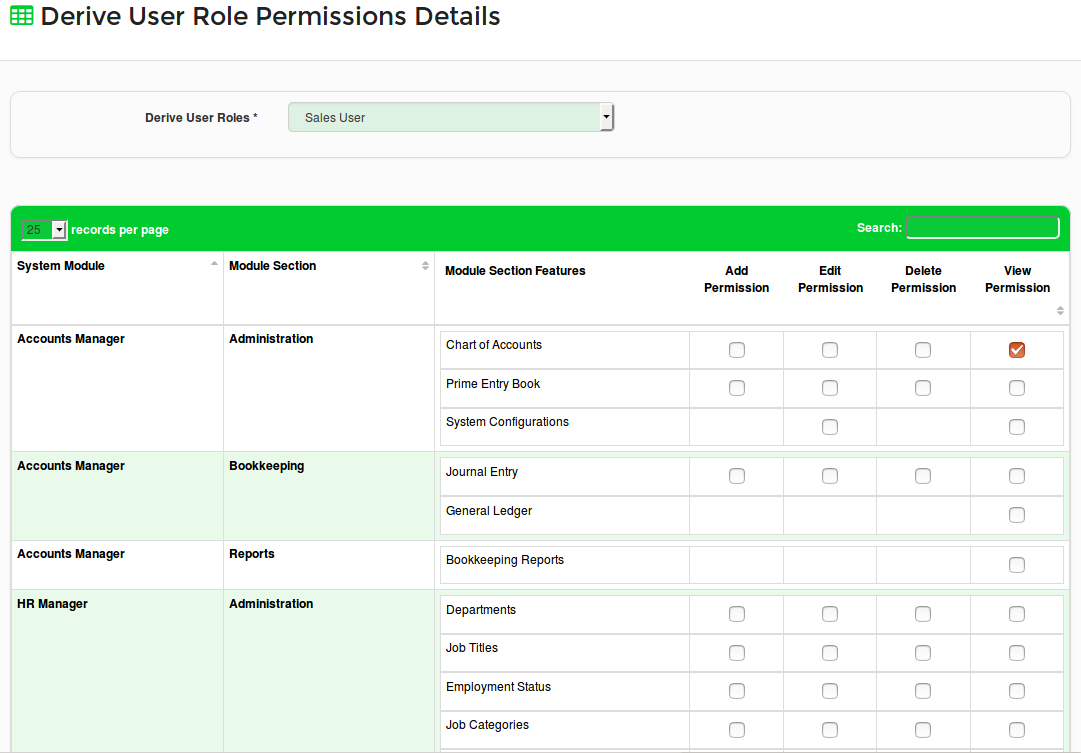 Derive User Role Permissions Details
Derive User Roles *
Sales User
25 records per page
Search:
System Module
Module Section
Module Section Features
Add Permission
Edit Permission
Delete Permission
View Permission
Accounts Manager
Administration
Chart of Accounts
Prime Entry Book
System Configurations
Accounts Manager
Bookkeeping
Journal Entry
General Ledger
Accounts Manager
Reports
Bookkeeping Reports
HR Manager
Administration
Departments
Job Titles
Employment Status
Job Categories